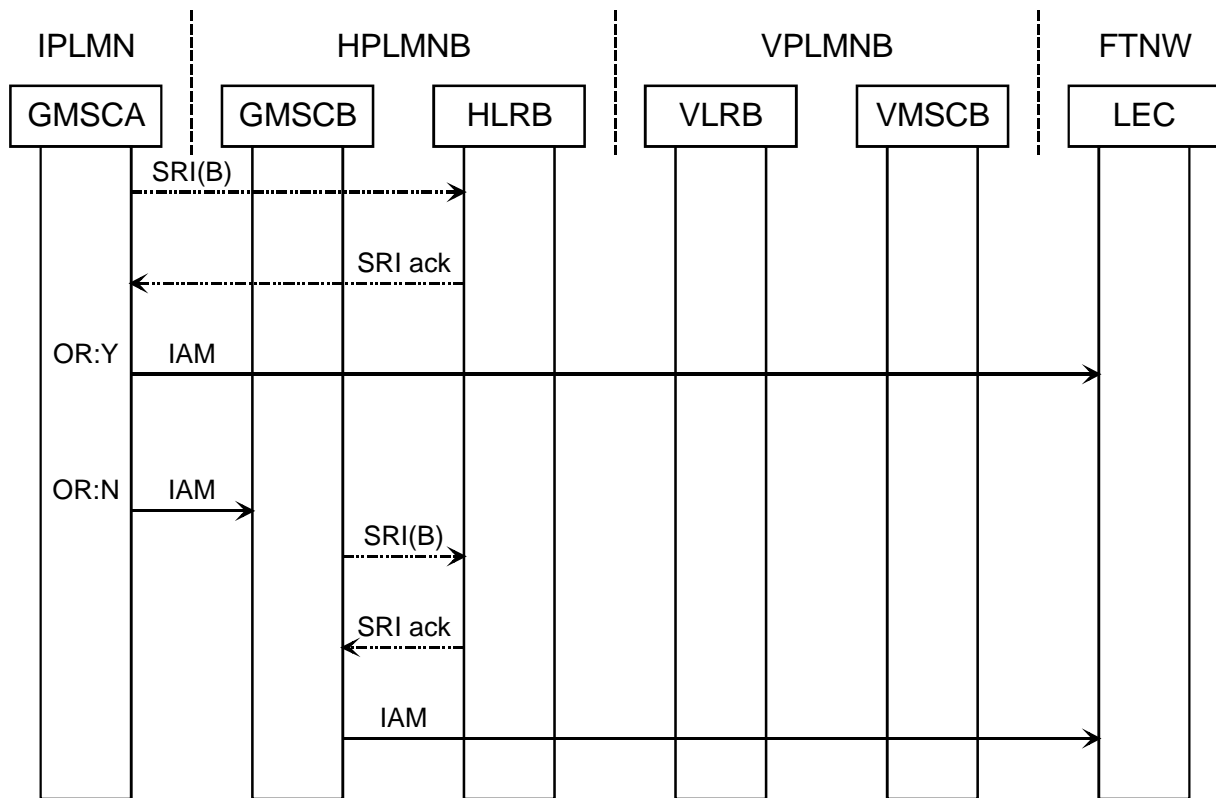 IPLMN HPLMNB VPLMNB FTNW
GMSCA GMSCB HLRB VLRB VMSCB LEC
SRI(B)
SRI ack
OR:Y IAM
OR:N IAM
SRI(B)
SRI ack
IAM